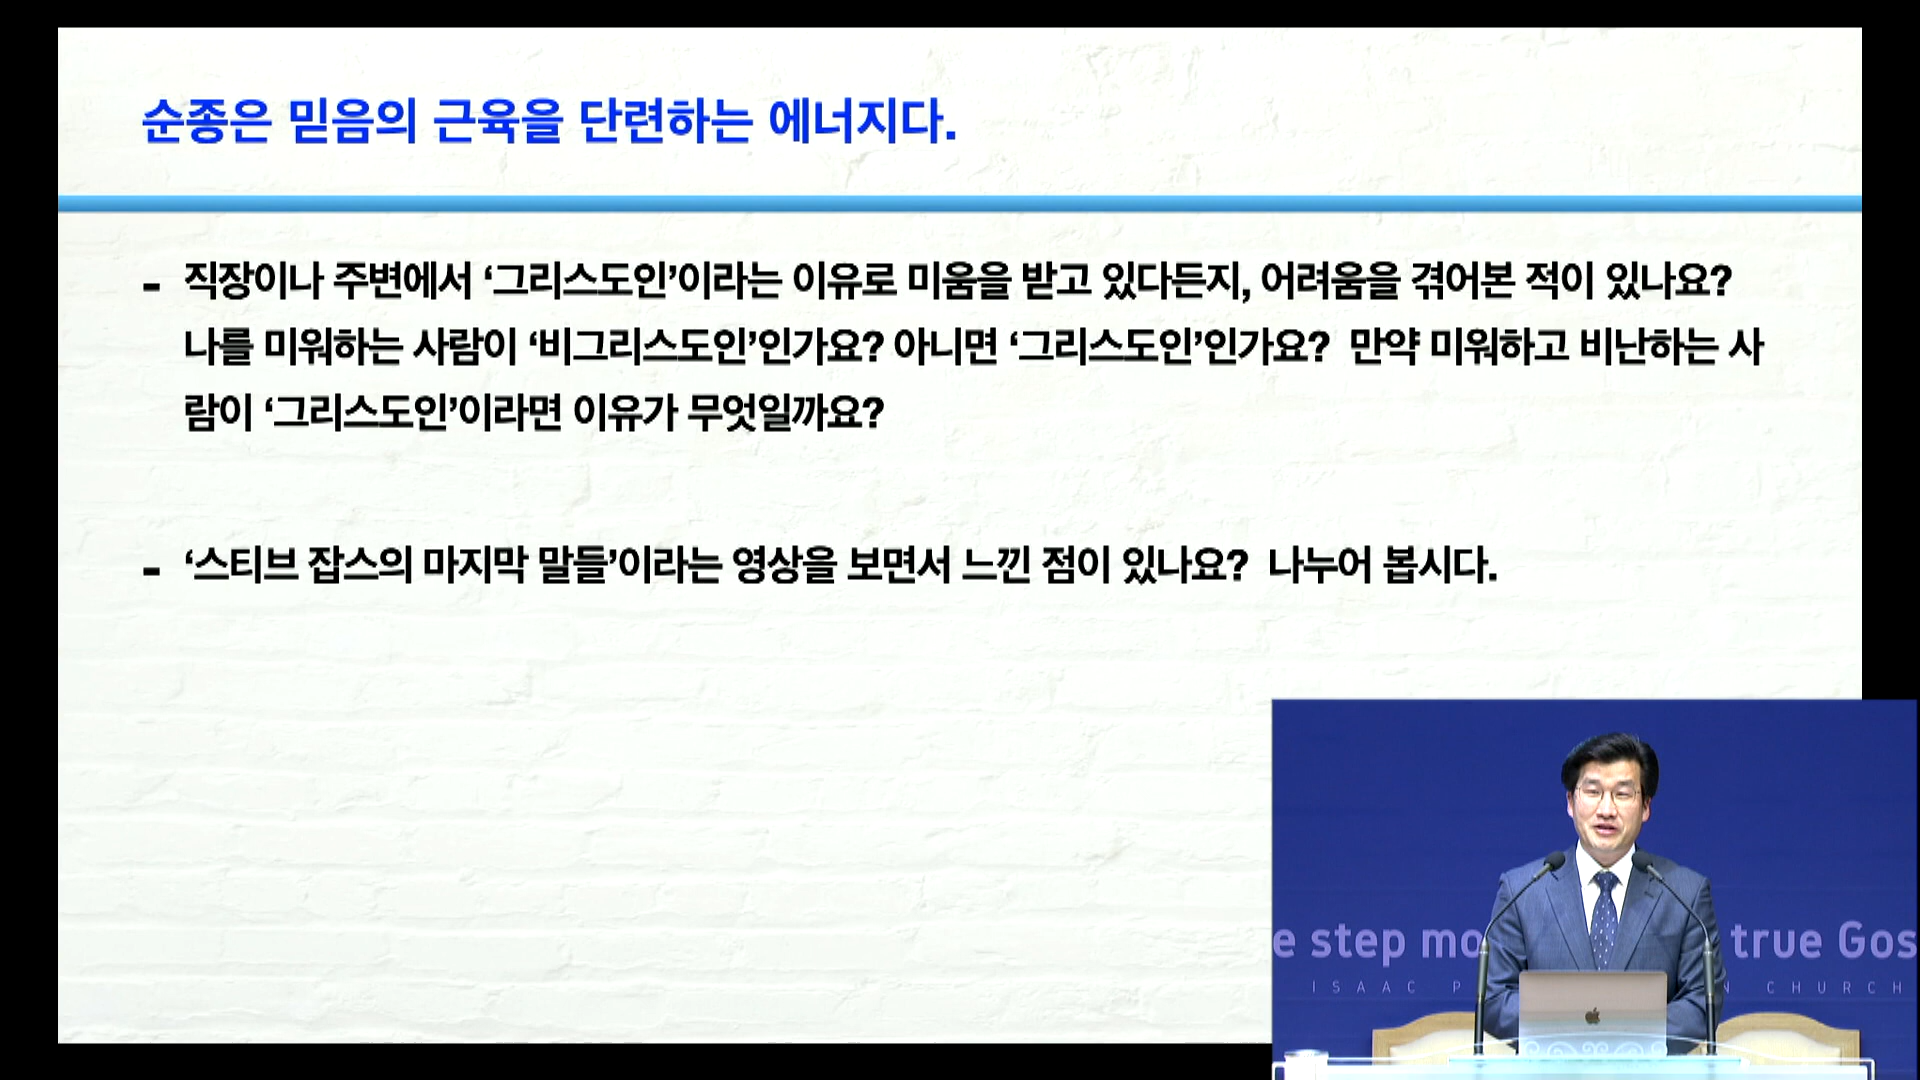 순종은 믿음의 근육을 단련하는 에너지다.
- 직장이나 주변에서 ‘그리스도인’이라는 이유로 미움을 받고 있다든지, 어려움을 겪어본 적이 있나요?
나를 미워하는 사람이 ‘비그리스도인’인가요? 아니면 ‘그리스도인’인가요? 만약 미워하고 비난하는 사
람이 ‘그리스도인’이라면 이유가 무엇일까요?
- ‘스티브 잡스의 마지막 말들’이라는 영상을 보면서 느낀 점이 있나요? 나누어 봅시다.
e step mo true Gos
ISAAC P N CHURCH